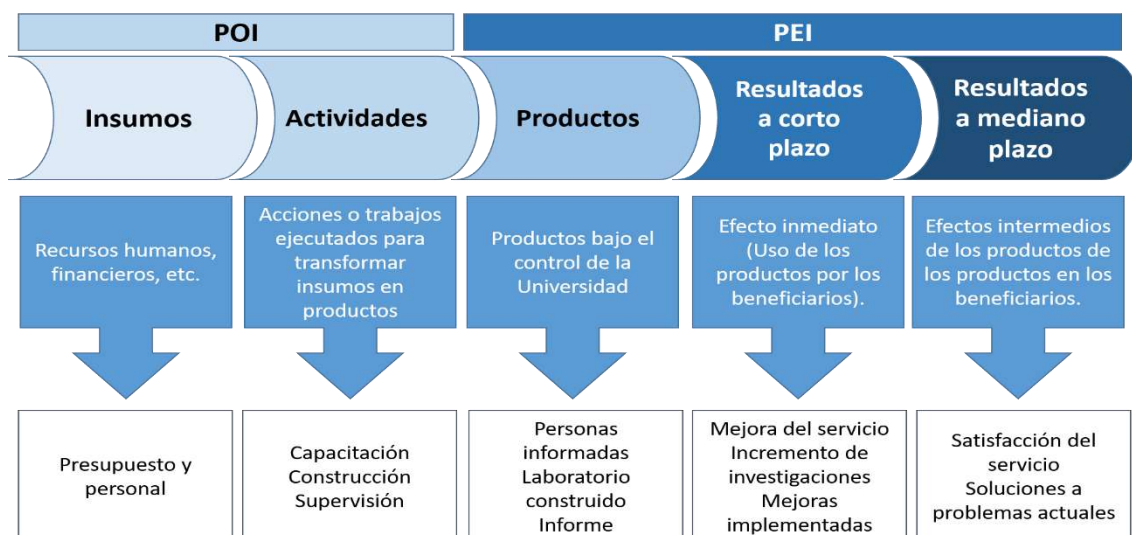 POI
PEI
Insumos
Actividades
Productos
Resultados
a corto
plazo
Resultados
a mediano
plazo
Recursos humanos,
financieros, etc.
Acciones o trabajos
ejecutados para
transformar
insumos en
productos
Productos bajo el
control de la
Universidad
Efecto inmediato
(Uso de los
productos por los
beneficiarios).
Efectos intermedios
de los productos de
los productos en los
beneficiarios.
Presupuesto y
personal
Capacitación
Construcción
Supervisión
Personas
informadas
Laboratorio
construido
Informe
Mejora del servicio
Incremento de
investigaciones
Mejoras
implementadas
Satisfacción del
servicio
Soluciones a
problemas actuales